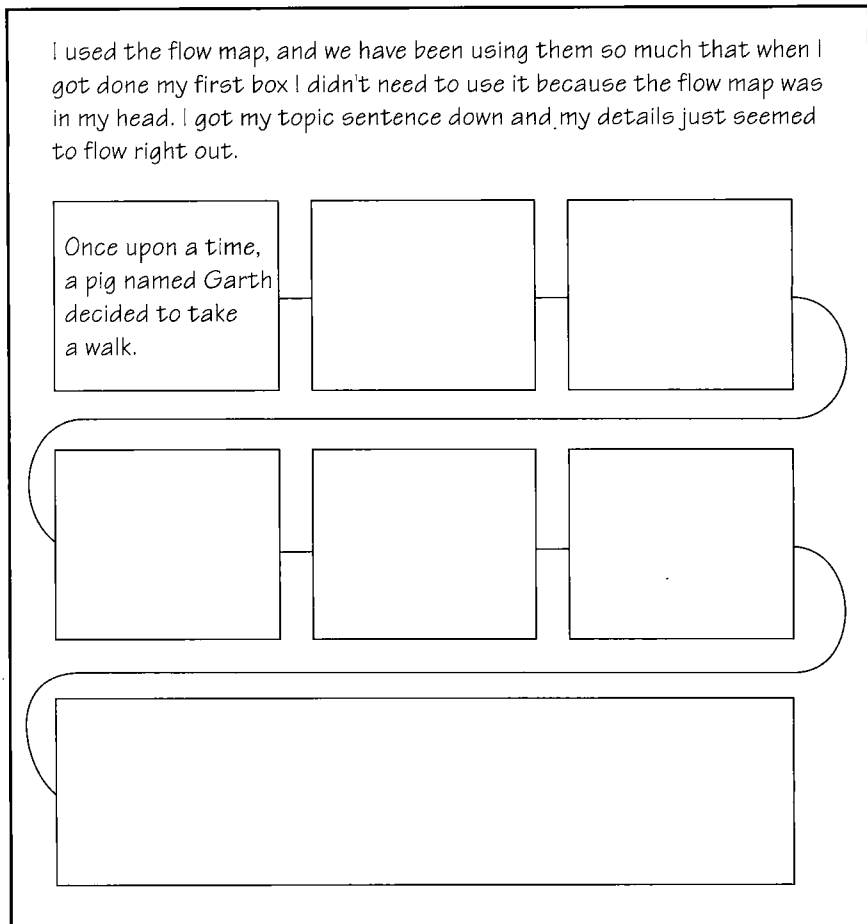 I used the flow map, and we have been using them so much that when I
got done my first box I didn't need to use it because the flow map was
in my head. I got my topic sentence down and my details just seemed
to flow right out.
Once upon a time,
a pig named Garth
decided to take
a walk.